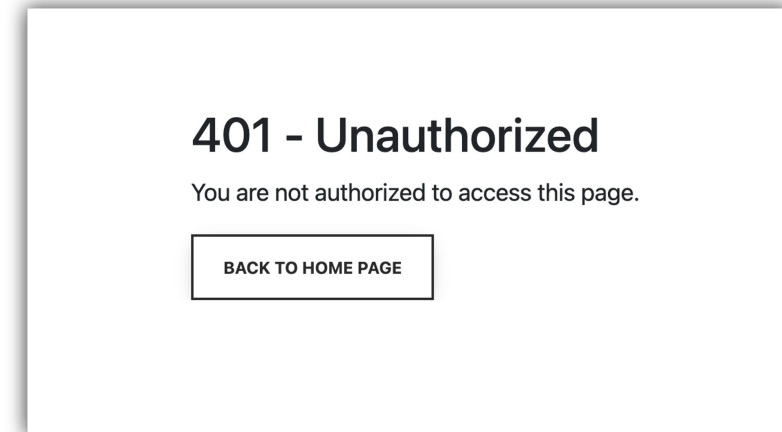 401 - Unauthorized
You are not authorized to access this page.
BACK TO HOME PAGE